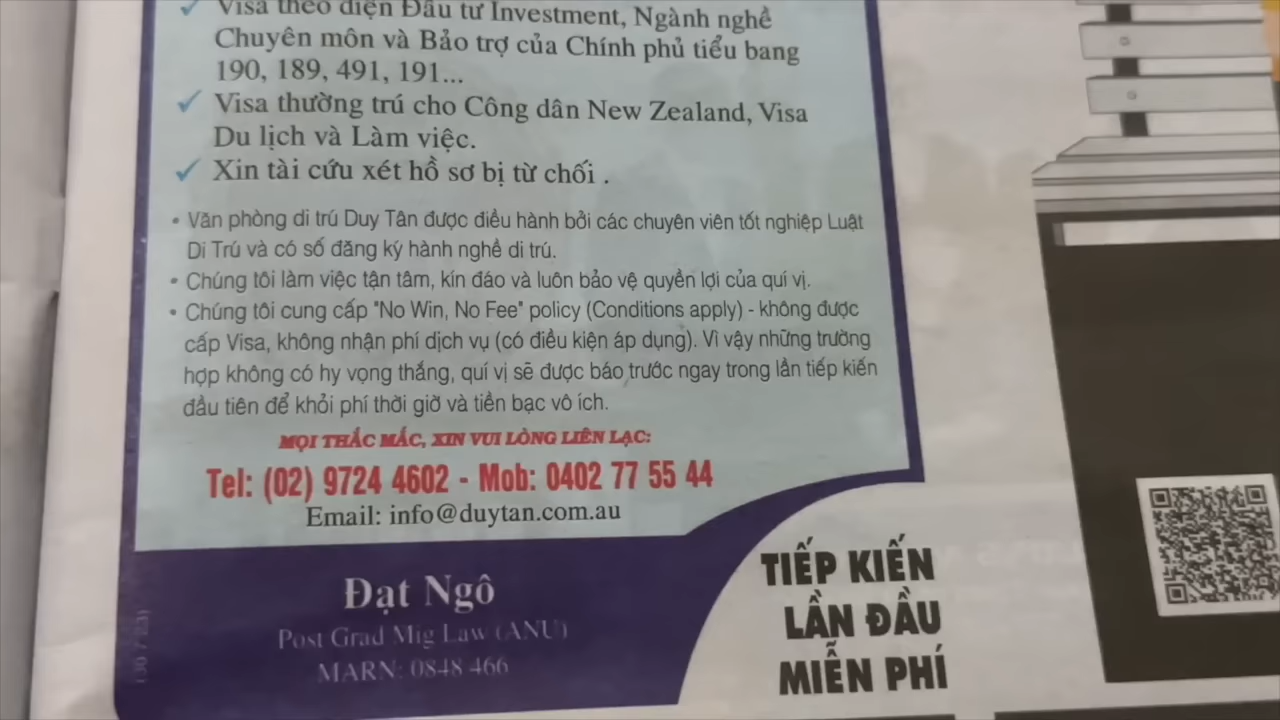 Visa theo diện Đầu tư Investment, Ngành nghề
Chuyên môn và Bảo trợ của Chính phủ tiểu bang
190, 189, 491, 191...
Visa thường trú cho Công dân New Zealand, Visa
Du lịch và Làm việc.
Xin tài cứu xét hồ sơ bị từ chối .
• Văn phòng di trú Duy Tân được điều hành bởi các chuyên viên tốt nghiệp Luật
Di Trú và có số đăng ký hành nghề di trú.
• Chúng tôi làm việc tận tâm, kín đáo và luôn bảo vệ quyền lợi của quí vị.
• Chúng tôi cung cấp "No Win, No Fee" policy (Conditions apply) - không được
cấp Visa, không nhận phí dịch vụ (có điều kiện áp dụng). Vì vậy những trường
hợp không có hy vọng thắng, quí vị sẽ được báo trước ngay trong lần tiếp kiến
đầu tiên để khỏi phí thời giờ và tiền bạc vô ích.
MỌI THẮC MẮC, XIN VUI LÒNG LIÊN LẠC:
Tel: (02) 9724 4602 - Mob: 0402 77 55 44
Email: info@duytan.com.au
Đạt Ngô
Post Grad Mig Law (ANU)
MARN: 0848 466
TIẾP KIẾN
LẦN ĐẦU
MIỄN PHÍ